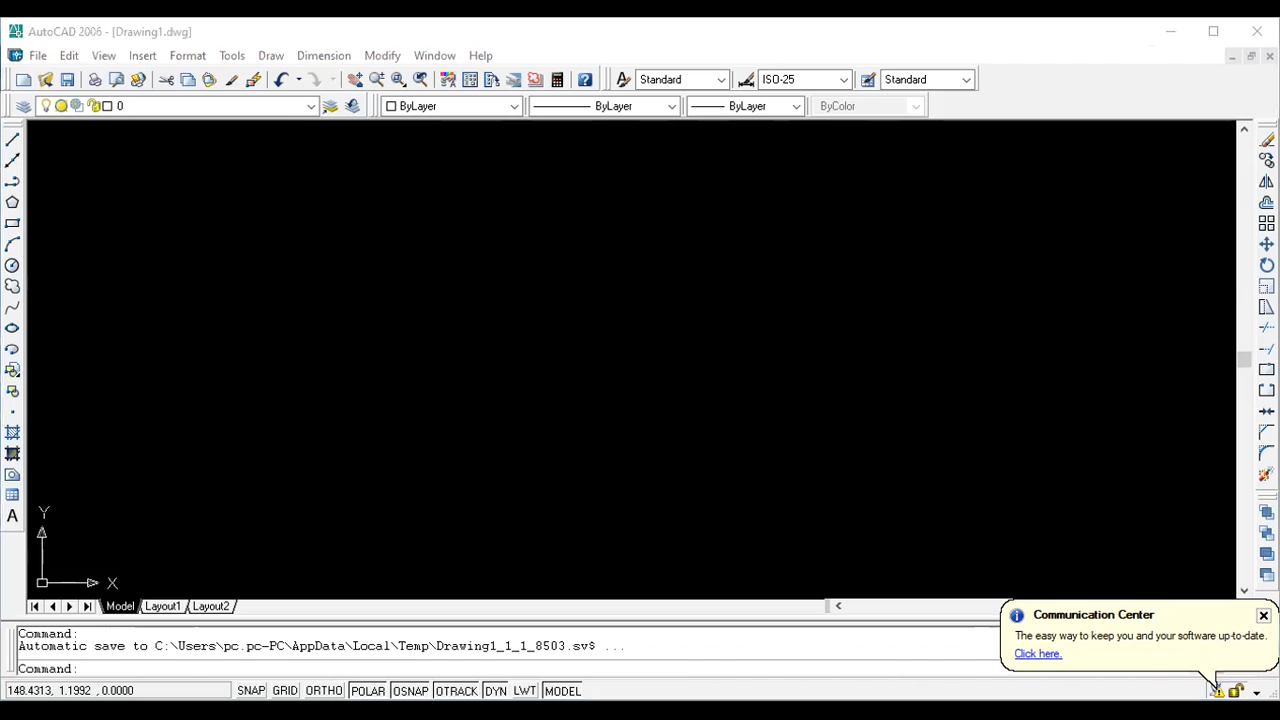 AutoCAD 2006 - [Drawing1.dwg]
File Edit View Insert Format Tools Draw Dimension Modify Window Help
Standard ISO-25 Standard
0 ByLayer ByLayer ByLayer ByColor
Y
X
Model Layout1 Layout2
Command:
Automatic save to C:\Users\pc.pc-PC\AppData\Local\Temp\Drawing1_1_1_8503.sv$ ...
Command:
Communication Center
The easy way to keep you and your software up-to-date.
Click here.
148.4313, 1.1992 , 0.0000 SNAP GRID ORTHO POLAR OSNAP OTRACK DYN LWT MODEL